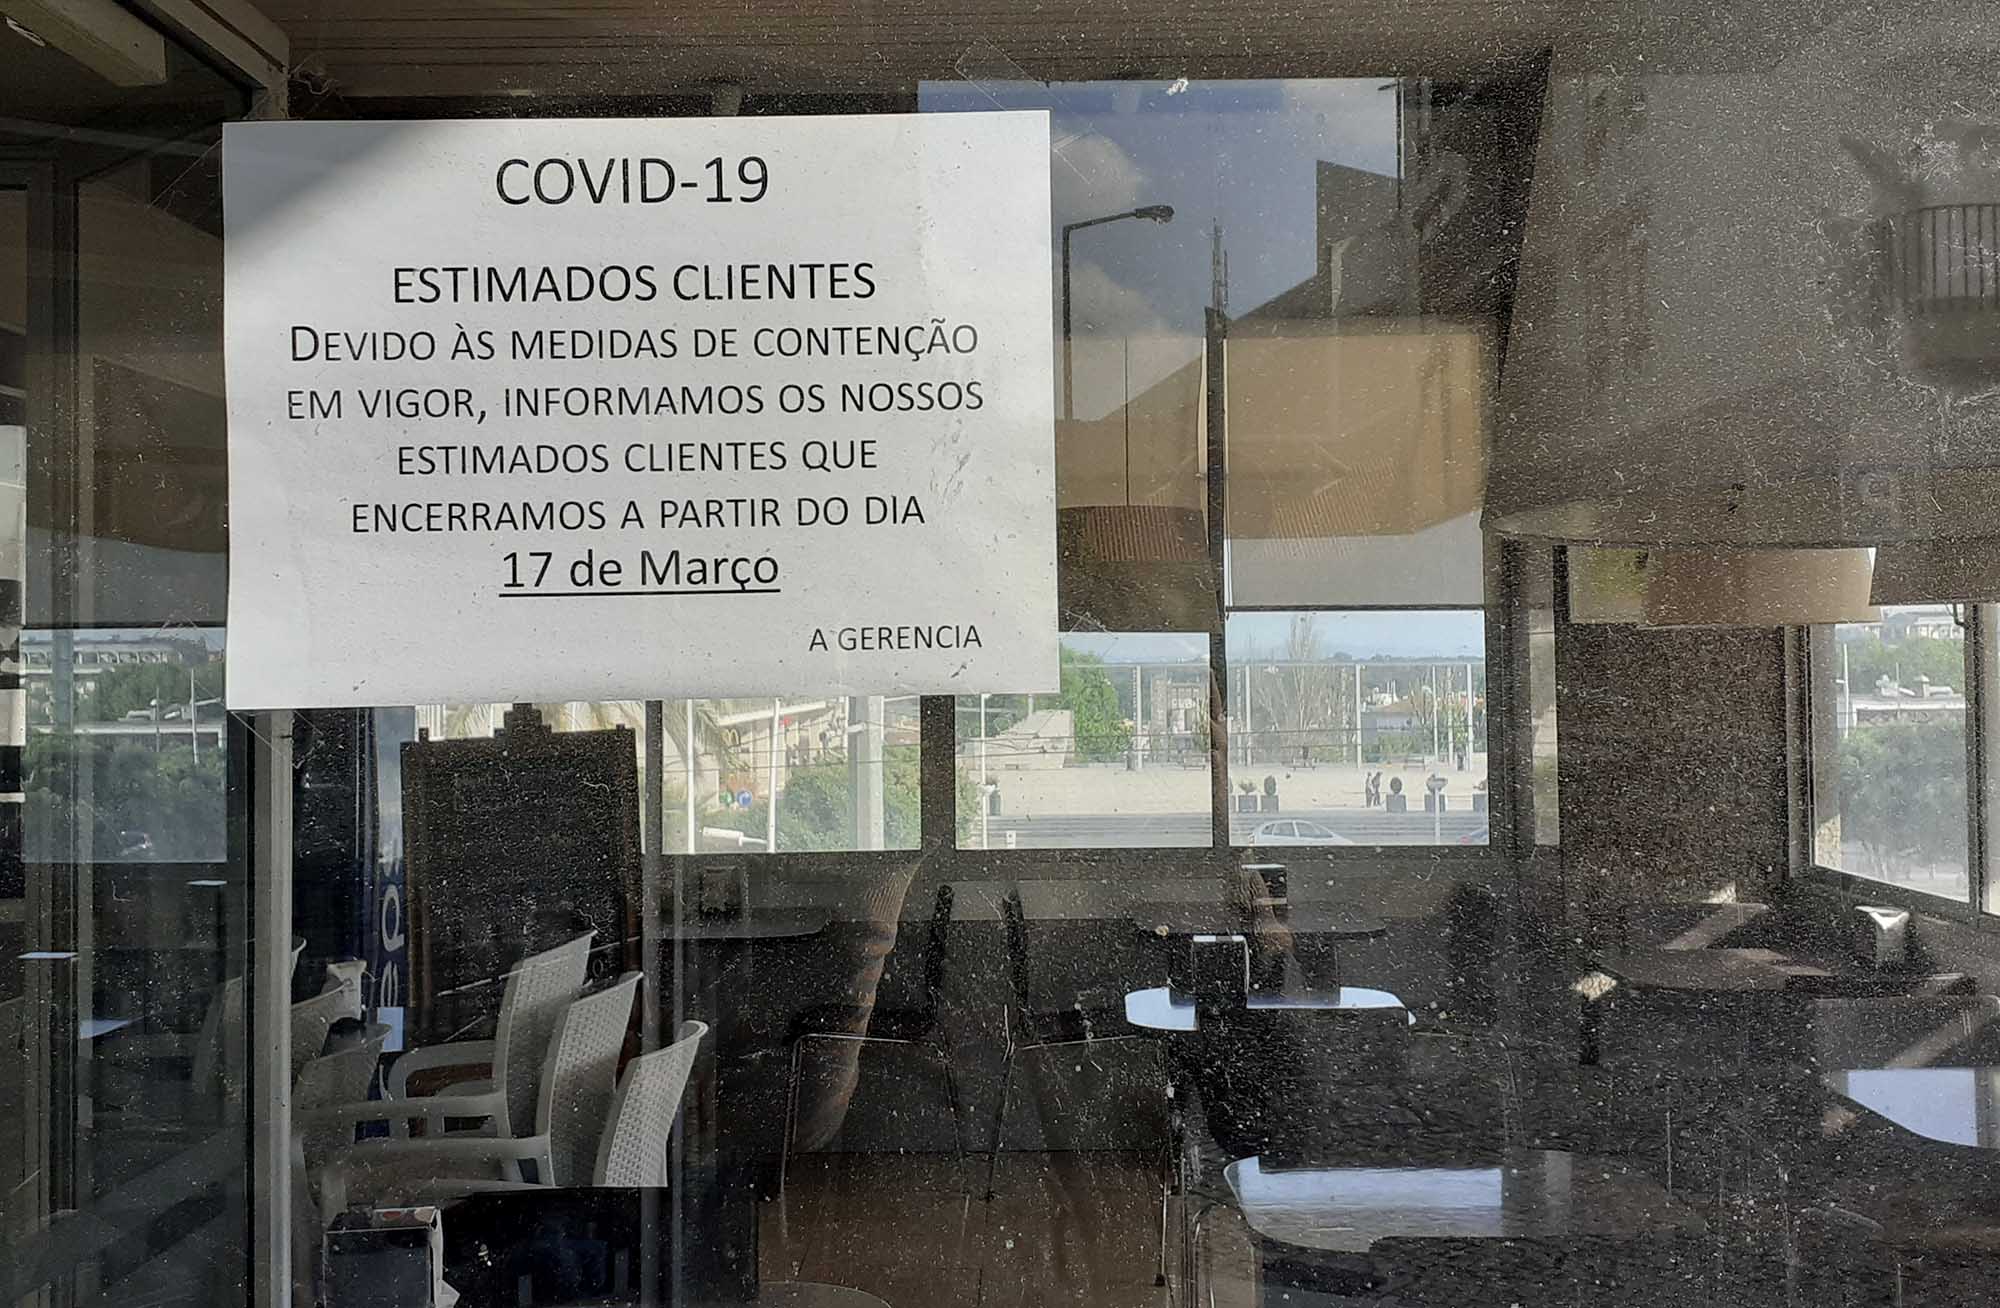 COVID-19
ESTIMADOS CLIENTES
DEVIDO ÀS MEDIDAS DE CONTENÇÃO
EM VIGOR, INFORMAMOS OS NOSSOS
ESTIMADOS CLIENTES QUE
ENCERRAMOS A PARTIR DO DIA
17 de Março
A GERENCIA